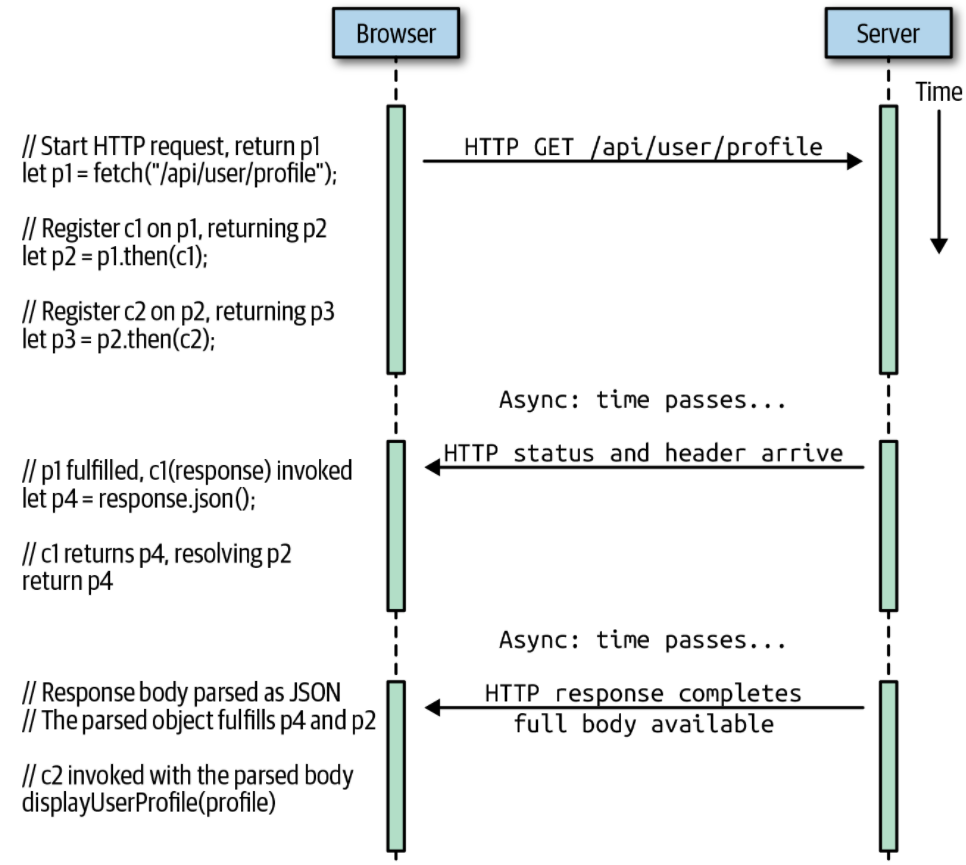 Browser
Server
Time
// Start HTTP request, return p1
let p1 = fetch("/api/user/profile");
HTTP GET /api/user/profile
// Register c1 on p1, returning p2
let p2 = p1.then(c1);
// Register c2 on p2, returning p3
let p3 = p2.then(c2);
Async: time passes...
HTTP status and header arrive
// p1 fulfilled, c1(response) invoked
let p4 = response.json();
// c1 returns p4, resolving p2
return p4
Async: time passes...
// Response body parsed as JSON
// The parsed object fulfills p4 and p2
HTTP response completes
full body available
// c2 invoked with the parsed body
displayUserProfile(profile)